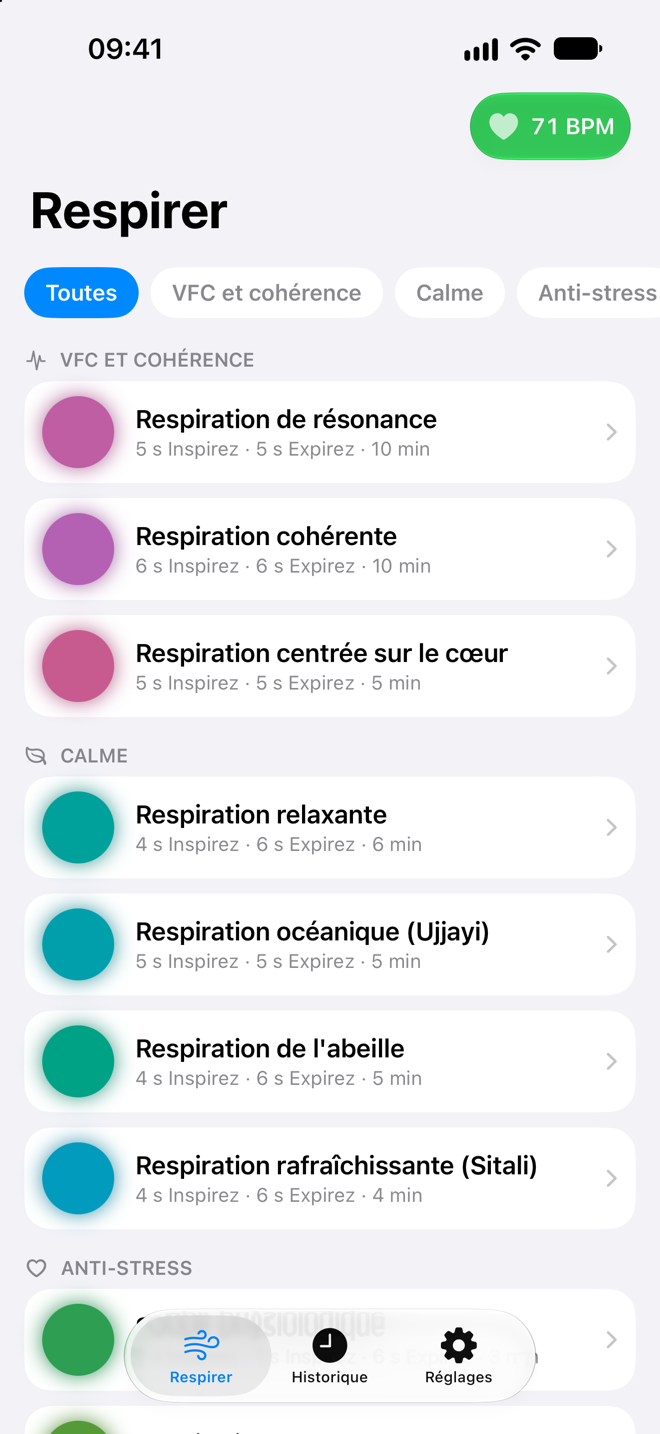 09:41
71 BPM
Respirer
Toutes
VFC et cohérence
Calme
Anti-stress
VFC ET COHÉRENCE
Respiration de résonance
5 s Inspirez · 5 s Expirez · 10 min
Respiration cohérente
6 s Inspirez · 6 s Expirez · 10 min
Respiration centrée sur le cœur
5 s Inspirez · 5 s Expirez · 5 min
CALME
Respiration relaxante
4 s Inspirez · 6 s Expirez · 6 min
Respiration océanique (Ujjayi)
5 s Inspirez · 5 s Expirez · 5 min
Respiration de l'abeille
4 s Inspirez · 6 s Expirez · 5 min
Respiration rafraîchissante (Sitali)
4 s Inspirez · 6 s Expirez · 4 min
ANTI-STRESS
Respirer
Historique
Réglages